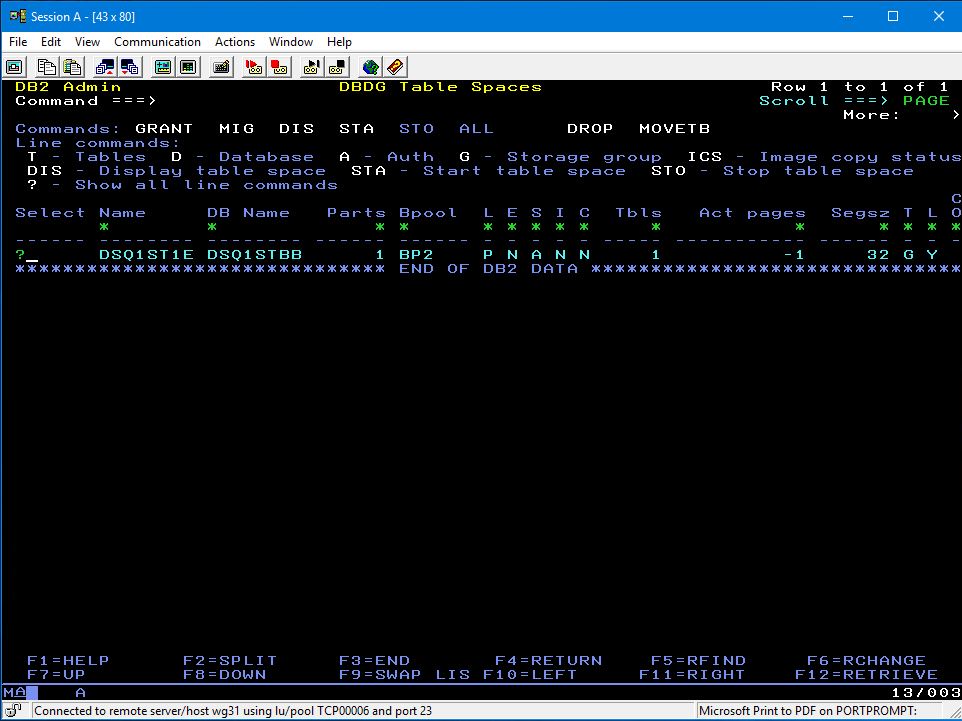 Session A - [43 x 80]
File Edit View Communication Actions Window Help
DB2 Admin DBDG Table Spaces Row 1 to 1 of 1
Command ===> Scroll ===> PAGE
More: >
Commands: GRANT MIG DIS STA STO ALL DROP MOVETB
Line commands:
T - Tables D - Database A - Auth G - Storage group ICS - Image copy status
DIS - Display table space STA - Start table space STO - Stop table space
? - Show all line commands
C
Select Name DB Name Parts Bpool L E S I C Tbls Act pages Segsz T L O
* * * * * * * * * * * * * * *
------ -------- -------- ------ -------- - - - - - ------ ----------- ------ - - -
?_ DSQ1ST1E DSQ1STBB 1 BP2 P N A N N 1 -1 32 G Y
******************************* END OF DB2 DATA *******************************
F1=HELP F2=SPLIT F3=END F4=RETURN F5=RFIND F6=RCHANGE
F7=UP F8=DOWN F9=SWAP LIS F10=LEFT F11=RIGHT F12=RETRIEVE
MA A 13/003
Connected to remote server/host wg31 using lu/pool TCP00006 and port 23 Microsoft Print to PDF on PORTPROMPT: